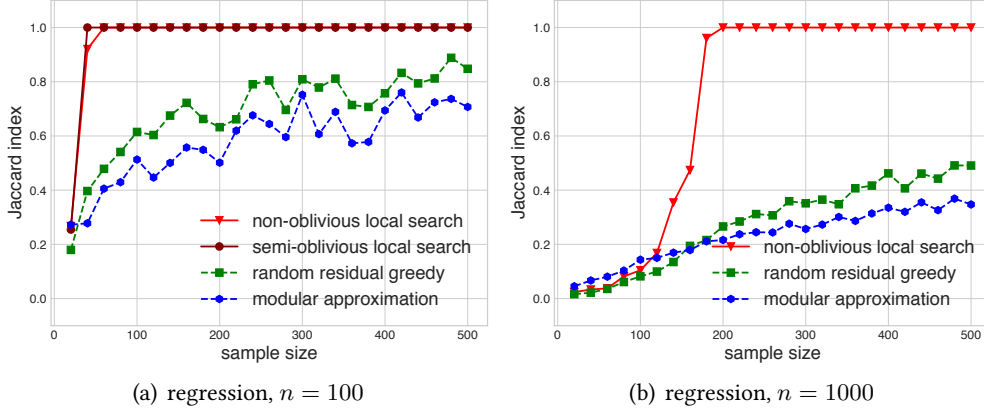 Jaccard index
1.0
0.8
0.6
0.4
0.2
0.0
non-oblivious local search
semi-oblivious local search
random residual greedy
modular approximation
0 100 200 300 400 500
sample size
(a) regression, n = 100
Jaccard index
1.0
0.8
0.6
0.4
0.2
0.0
non-oblivious local search
random residual greedy
modular approximation
0 100 200 300 400 500
sample size
(b) regression, n = 1000